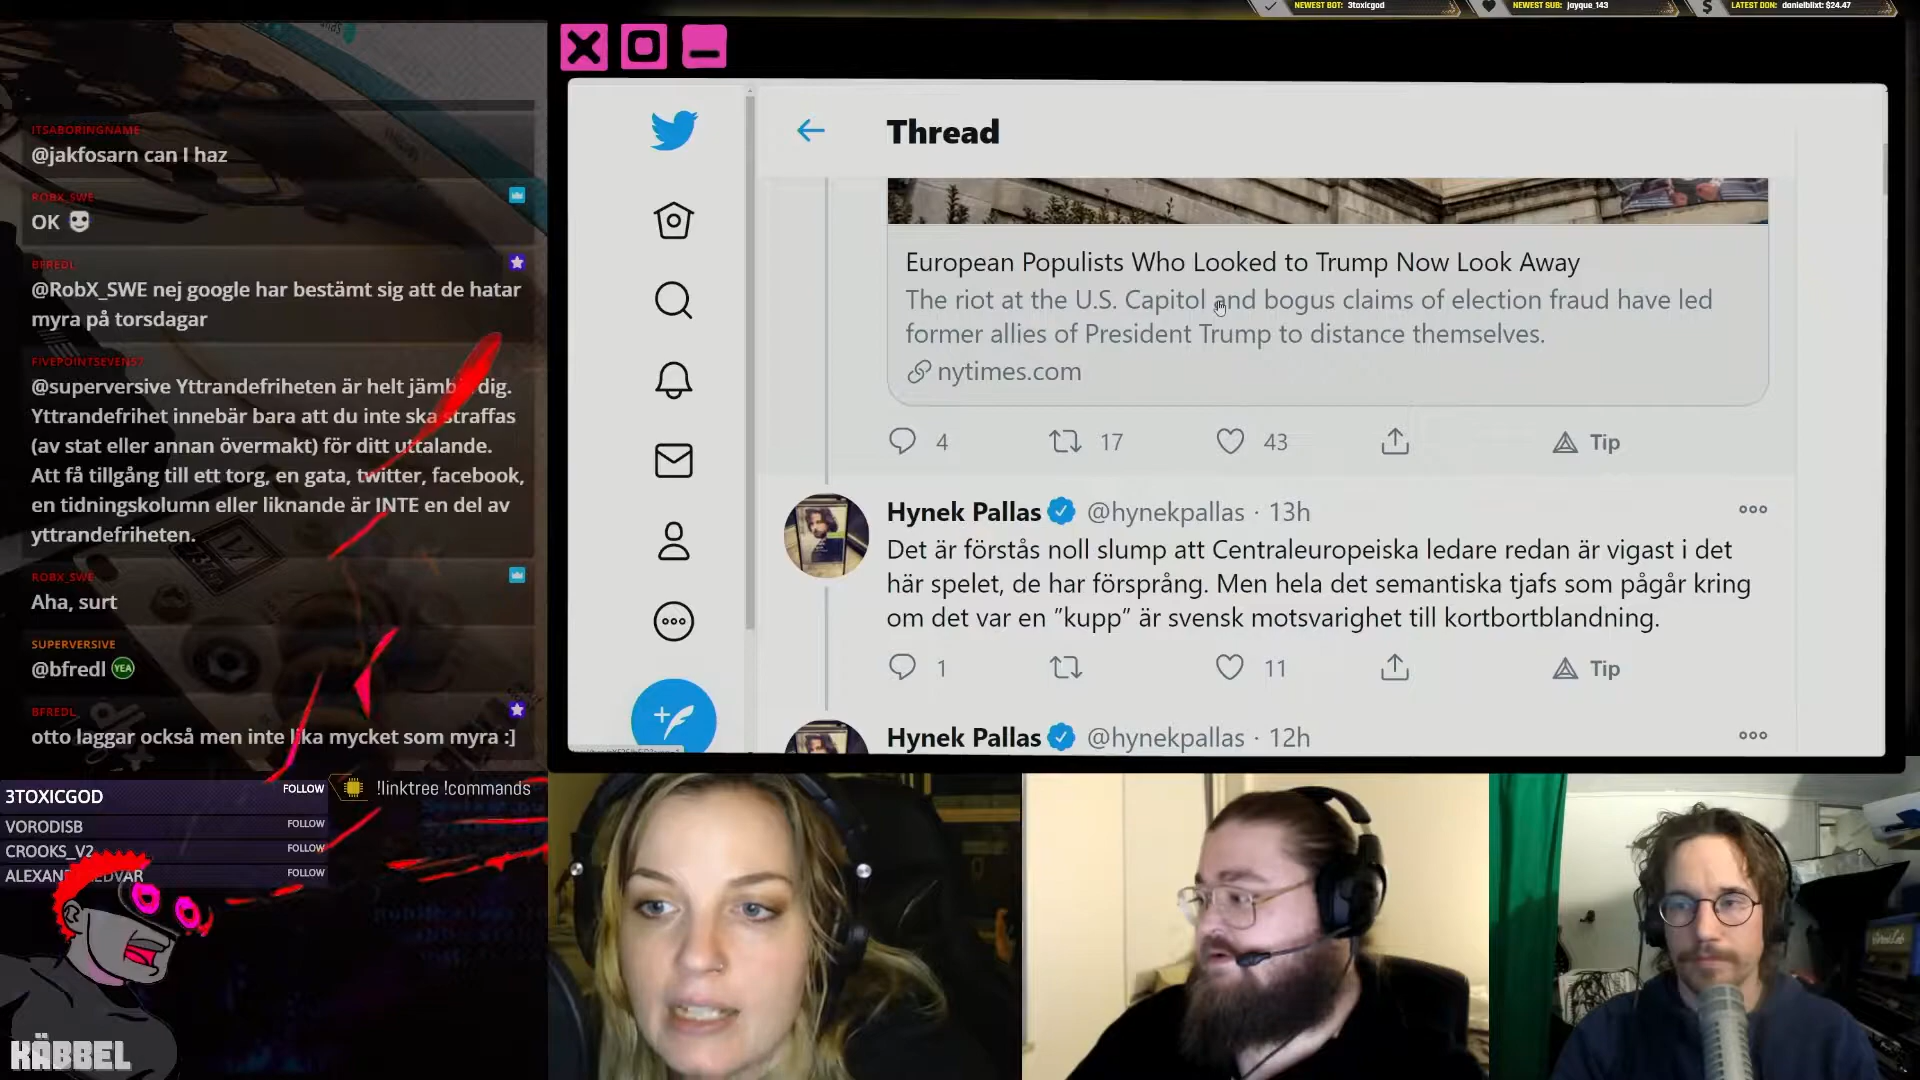 NEWEST BOT: 3toxicgod
NEWEST SUB: jayque_143
LATEST DON: danielblixt: $24.47
ITSABORINGNAME
@jakfosarn can I haz
ROBX_SWE
OK
BFREDL
@RobX_SWE nej google har bestämt sig att de hatar
myra på torsdagar
FIVEPOINTSEVEN57
@superversive Yttrandefriheten är helt jämb dig.
Yttrandefrihet innebär bara att du inte ska straffas
(av stat eller annan övermakt) för ditt uttalande.
Att få tillgång till ett torg, en gata, twitter, facebook,
en tidningskolumn eller liknande är INTE en del av
yttrandefriheten.
ROBX_SWE
Aha, surt
SUPERVERSIVE
@bfredl YEA
BFREDL
otto laggar också men inte lika mycket som myra :]
3TOXICGOD FOLLOW
VORODISB FOLLOW
CROOKS_V2 FOLLOW
FOLLOW
!linktree !commands
KÄBBEL
Thread
European Populists Who Looked to Trump Now Look Away
The riot at the U.S. Capitol and bogus claims of election fraud have led
former allies of President Trump to distance themselves.
nytimes.com
4 17 43 Tip
Hynek Pallas @hynekpallas · 13h
Det är förstås noll slump att Centraleuropeiska ledare redan är vigast i det
här spelet, de har försprång. Men hela det semantiska tjafs som pågår kring
om det var en ”kupp” är svensk motsvarighet till kortbortblandning.
1 11 Tip
Hynek Pallas @hynekpallas · 12h